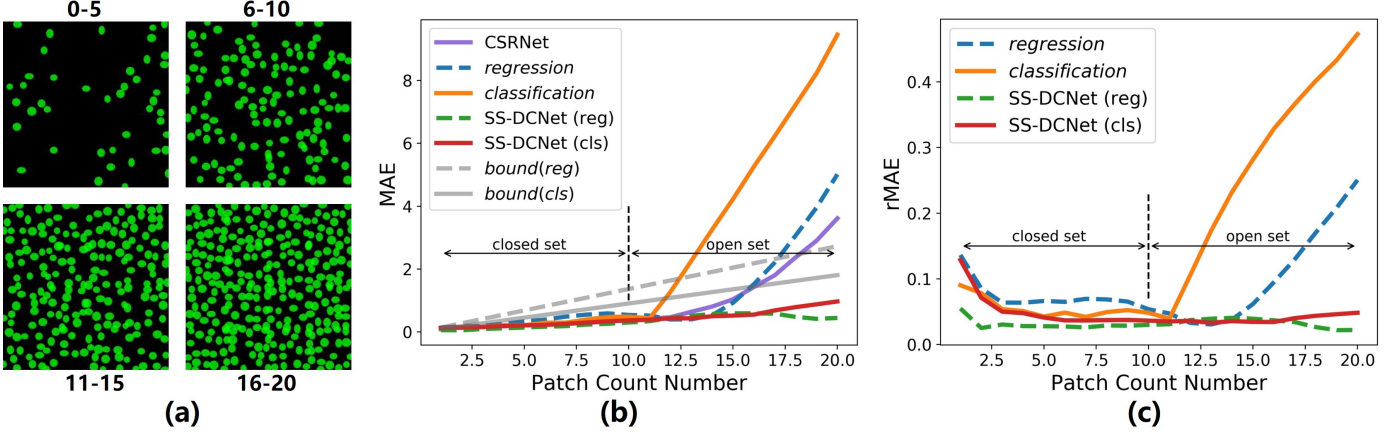 0-5
6-10
11-15
16-20
(a)
CSRNet
regression
classification
SS-DCNet (reg)
SS-DCNet (cls)
bound(reg)
bound(cls)
closed set
open set
MAE
8
6
4
2
0
2.5 5.0 7.5 10.0 12.5 15.0 17.5 20.0
Patch Count Number
(b)
regression
classification
SS-DCNet (reg)
SS-DCNet (cls)
closed set
open set
rMAE
0.4
0.3
0.2
0.1
0.0
2.5 5.0 7.5 10.0 12.5 15.0 17.5 20.0
Patch Count Number
(c)